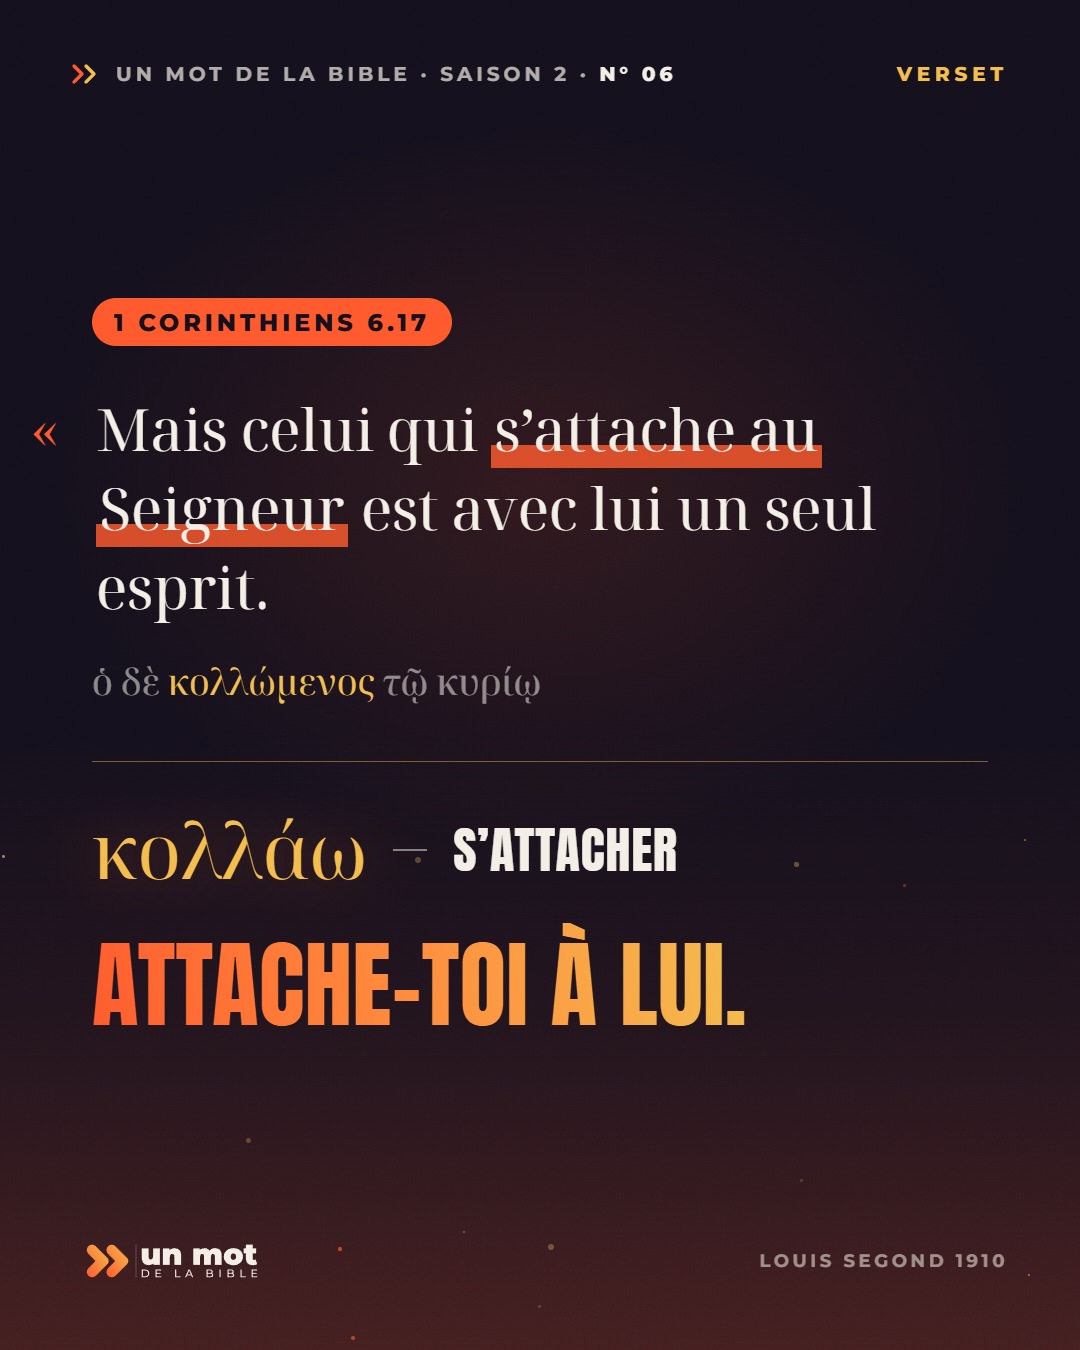 UN MOT DE LA BIBLE · SAISON 2 · N° 06
VERSET
1 CORINTHIENS 6.17
« Mais celui qui s’attache au
Seigneur est avec lui un seul
esprit.
ὁ δὲ κολλώμενος τῷ κυρίῳ
κολλάω — S’ATTACHER
ATTACHE-TOI À LUI.
un mot
DE LA BIBLE
LOUIS SEGOND 1910